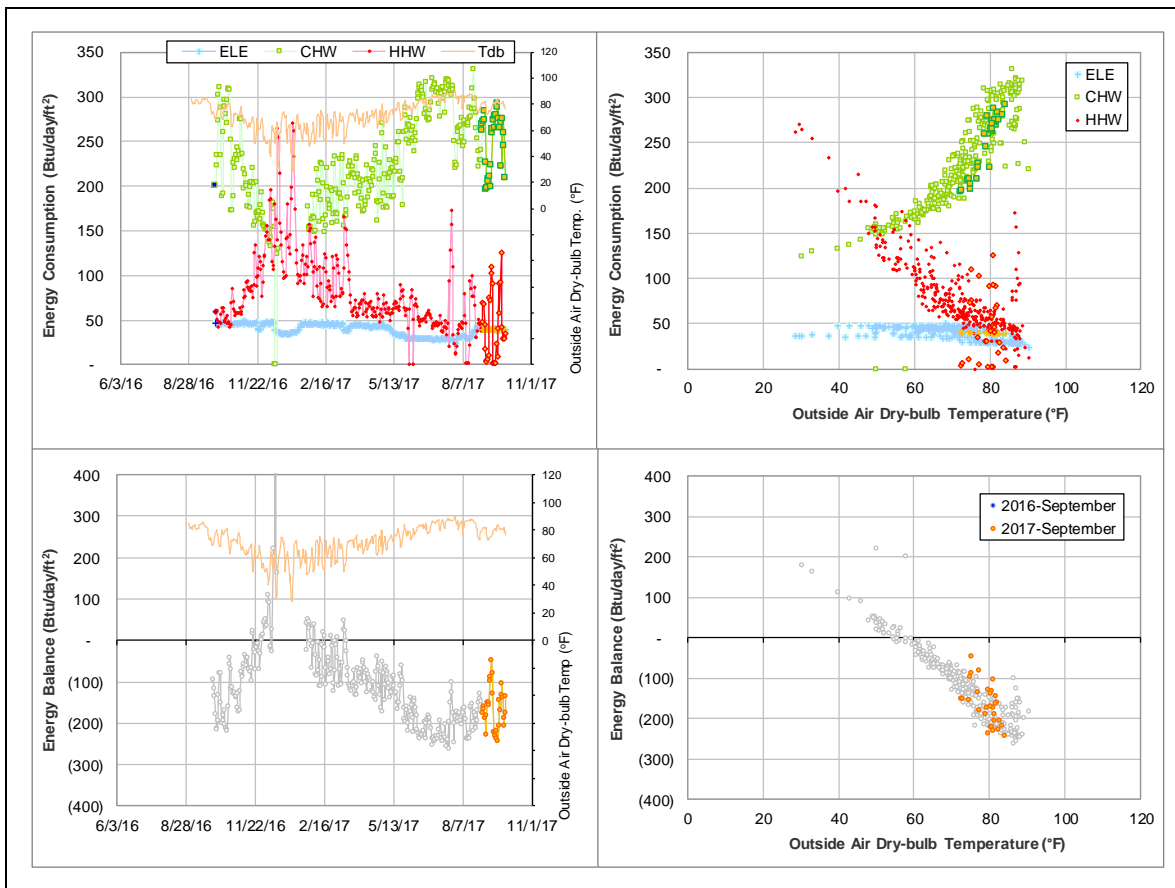 ELE CHW HHW Tdb
350
300
250
200
150
100
50
-
120
100
80
60
40
20
0
Energy Consumption (Btu/day/ft²)
Outside Air Dry-bulb Temp. (°F)
6/3/16 8/28/16 11/22/16 2/16/17 5/13/17 8/7/17 11/1/17
350
300
250
200
150
100
50
-
Energy Consumption (Btu/day/ft²)
ELE
CHW
HHW
0 20 40 60 80 100 120
Outside Air Dry-bulb Temperature (°F)
400
300
200
100
-
(100)
(200)
(300)
(400)
Energy Balance (Btu/day/ft²)
120
100
80
60
40
20
0
Outside Air Dry-bulb Temp (°F)
6/3/16 8/28/16 11/22/16 2/16/17 5/13/17 8/7/17 11/1/17
400
300
200
100
-
(100)
(200)
(300)
(400)
Energy Balance (Btu/day/ft²)
2016-September
2017-September
0 20 40 60 80 100 120
Outside Air Dry-bulb Temperature (°F)